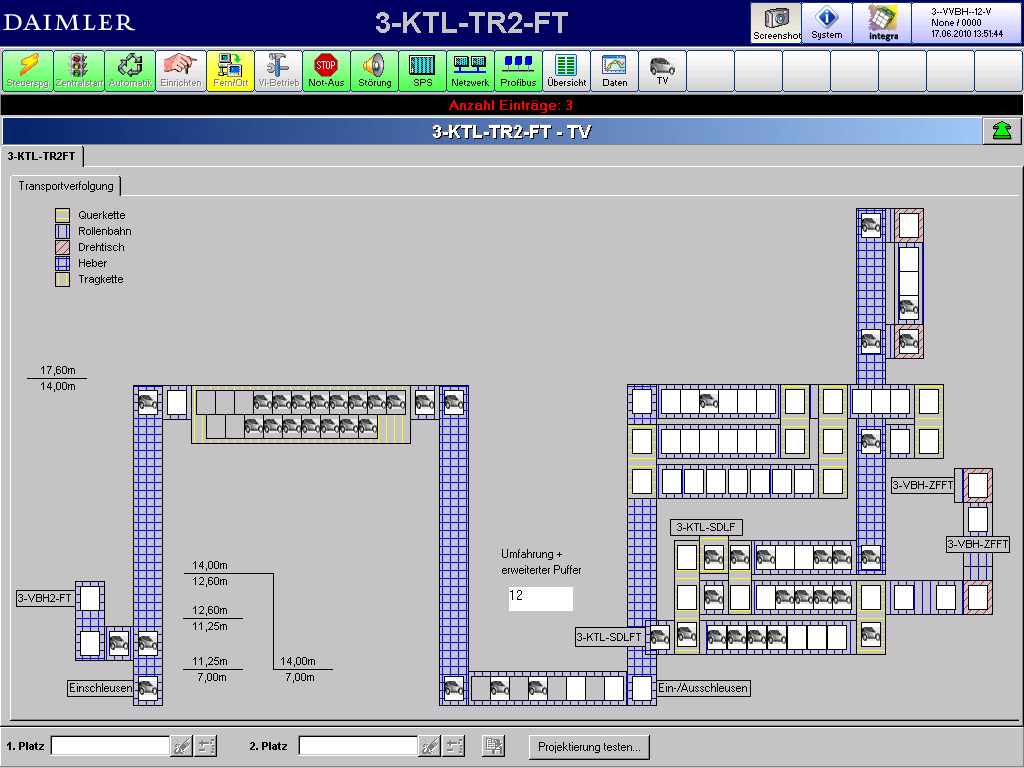 DAIMLER
3-KTL-TR2-FT
Screenshot
System
Integra
3--VVBH--12-V
None / 0000
17.06.2010 13:51:44
Steuerspg.
Zentralstart
Automatik
Einrichten
Fern/Ort
VI-Betrieb
STOP
Not-Aus
Störung
SPS
Netzwerk
Profibus
Übersicht
Daten
TV
Anzahl Einträge: 3
3-KTL-TR2-FT - TV
3-KTL-TR2FT
Transportverfolgung
Querkette
Rollenbahn
Drehtisch
Heber
Tragkette
17,60m
14,00m
3-VBH-ZFFT
3-KTL-SDLF
3-VBH-ZFFT
Umfahrung +
erweiterter Puffer
12
14,00m
12,60m
3-VBH2-FT
12,60m
11,25m
3-KTL-SDLFT
11,25m
7,00m
14,00m
7,00m
Einschleusen
Ein-/Ausschleusen
1. Platz
2. Platz
Projektierung testen...